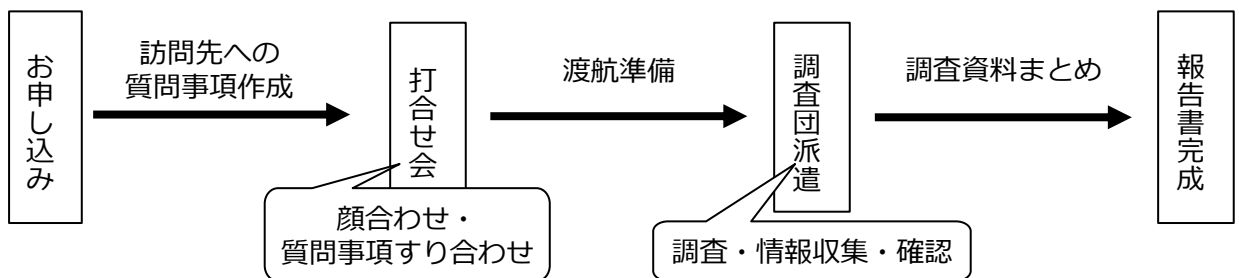 お申し込み
訪問先への
質問事項作成
打合せ会
顔合わせ・
質問事項すり合わせ
渡航準備
調査団派遣
調査・情報収集・確認
調査資料まとめ
報告書完成